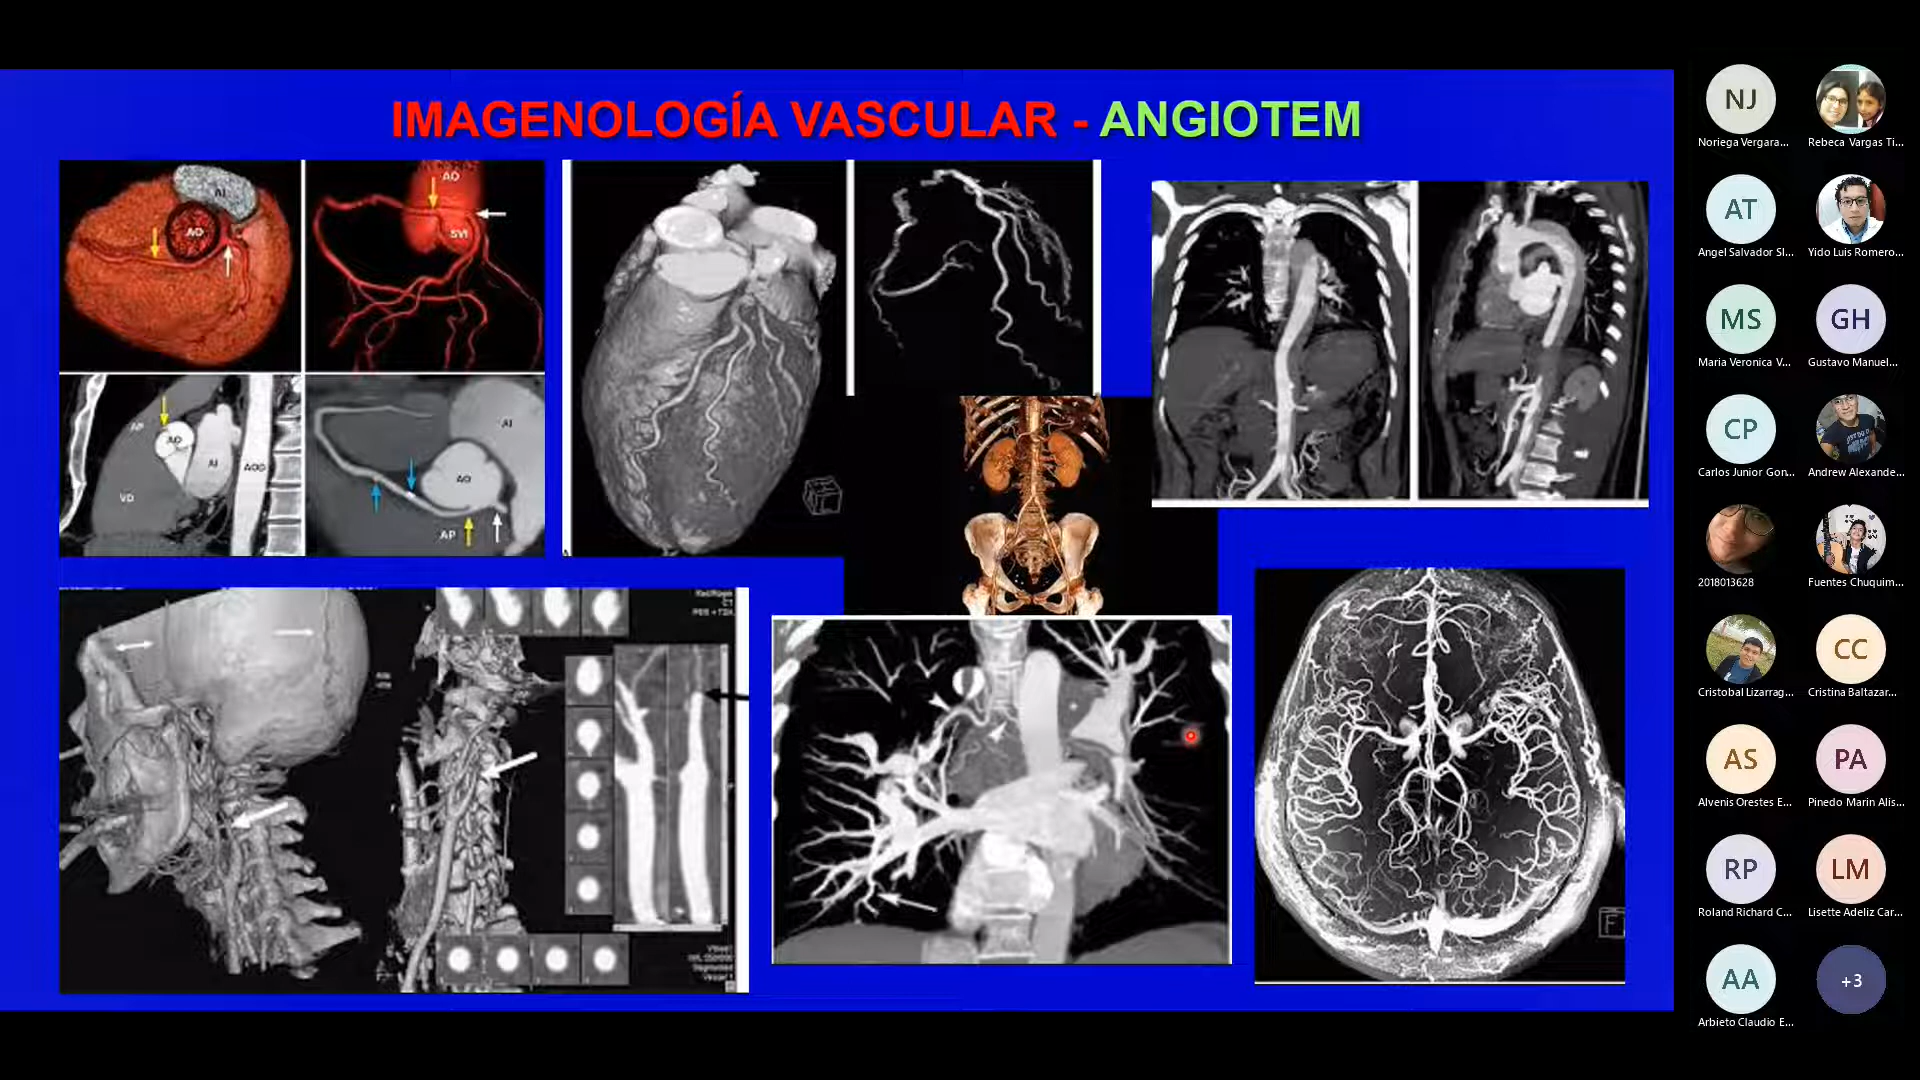 IMAGENOLOGÍA VASCULAR - ANGIOTEM
AI
AO
AO
SVI
AP
AO
AI
AOD
VD
AI
AO
AP
F
NJ
Noriega Vergara...
Rebeca Vargas Ti...
AT
Angel Salvador Sl...
Yido Luis Romero...
MS
Maria Veronica V...
GH
Gustavo Manuel...
CP
Carlos Junior Gon...
Andrew Alexande...
2018013628
Fuentes Chuquim...
Cristobal Lizarrag...
CC
Cristina Baltazar...
AS
Alvenis Orestes E...
PA
Pinedo Marin Alis...
RP
Roland Richard C...
LM
Lisette Adeliz Car...
AA
Arbieto Claudio E...
+3